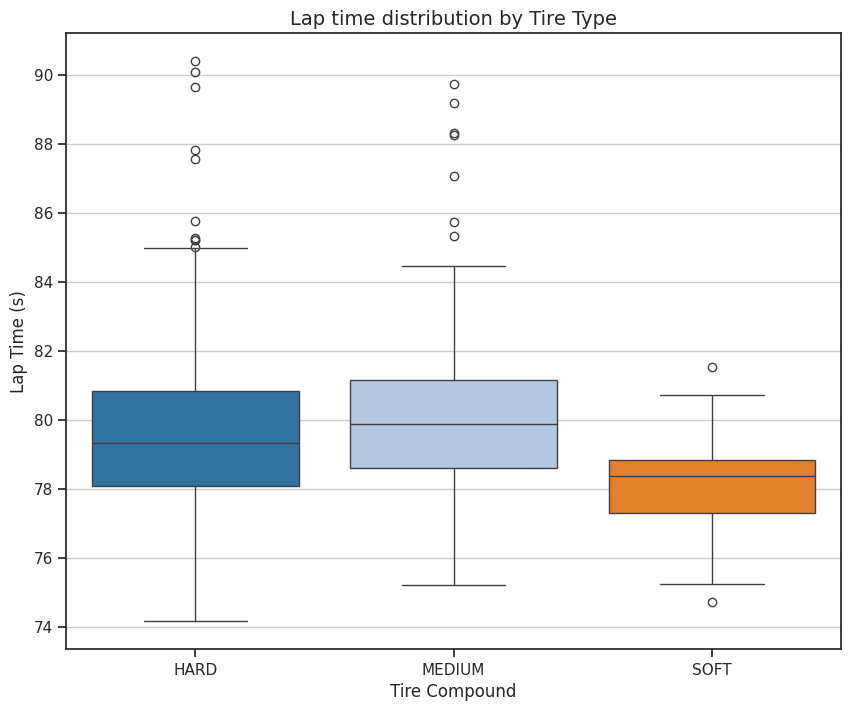 Lap time distribution by Tire Type
Lap Time (s)
90
88
86
84
82
80
78
76
74
HARD
MEDIUM
SOFT
Tire Compound